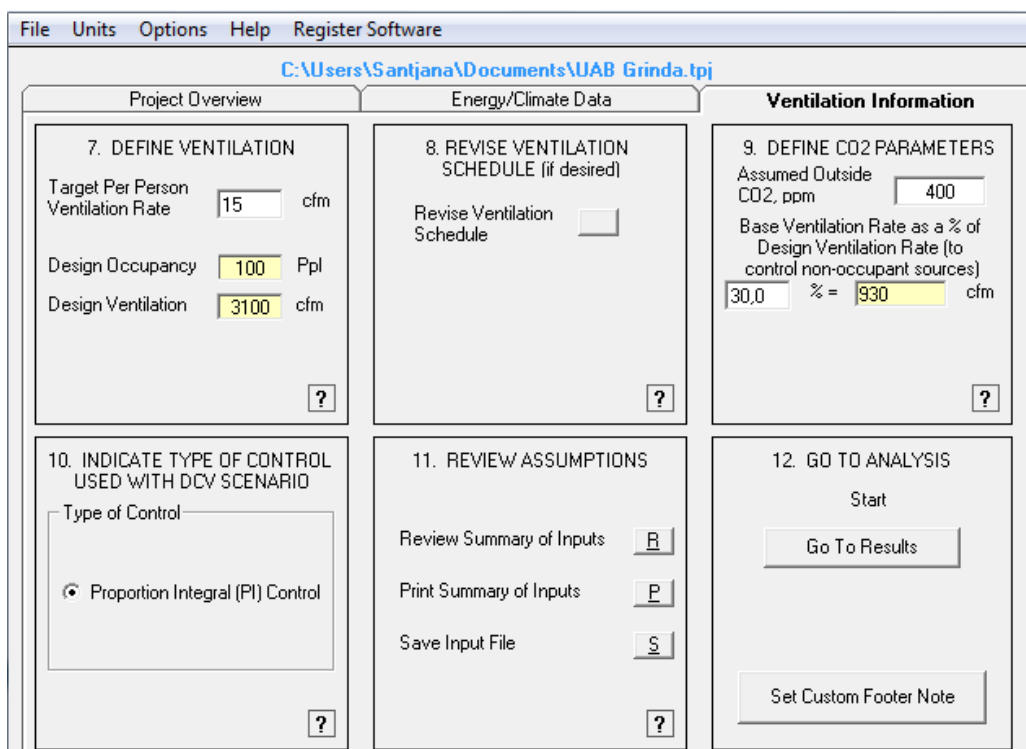 File Units Options Help Register Software
C:\Users\Santjana\Documents\UAB Grinda.tpj
Project Overview
Energy/Climate Data
Ventilation Information
7. DEFINE VENTILATION
Target Per Person
Ventilation Rate 15 cfm
Design Occupancy 100 Ppl
Design Ventilation 3100 cfm
?
8. REVISE VENTILATION
SCHEDULE (if desired)
Revise Ventilation
Schedule
?
9. DEFINE CO2 PARAMETERS
Assumed Outside
CO2, ppm 400
Base Ventilation Rate as a % of
Design Ventilation Rate (to
control non-occupant sources)
30,0 % = 930 cfm
?
10. INDICATE TYPE OF CONTROL
USED WITH DCV SCENARIO
Type of Control
Proportion Integral (PI) Control
?
11. REVIEW ASSUMPTIONS
Review Summary of Inputs R
Print Summary of Inputs P
Save Input File S
?
12. GO TO ANALYSIS
Start
Go To Results
Set Custom Footer Note